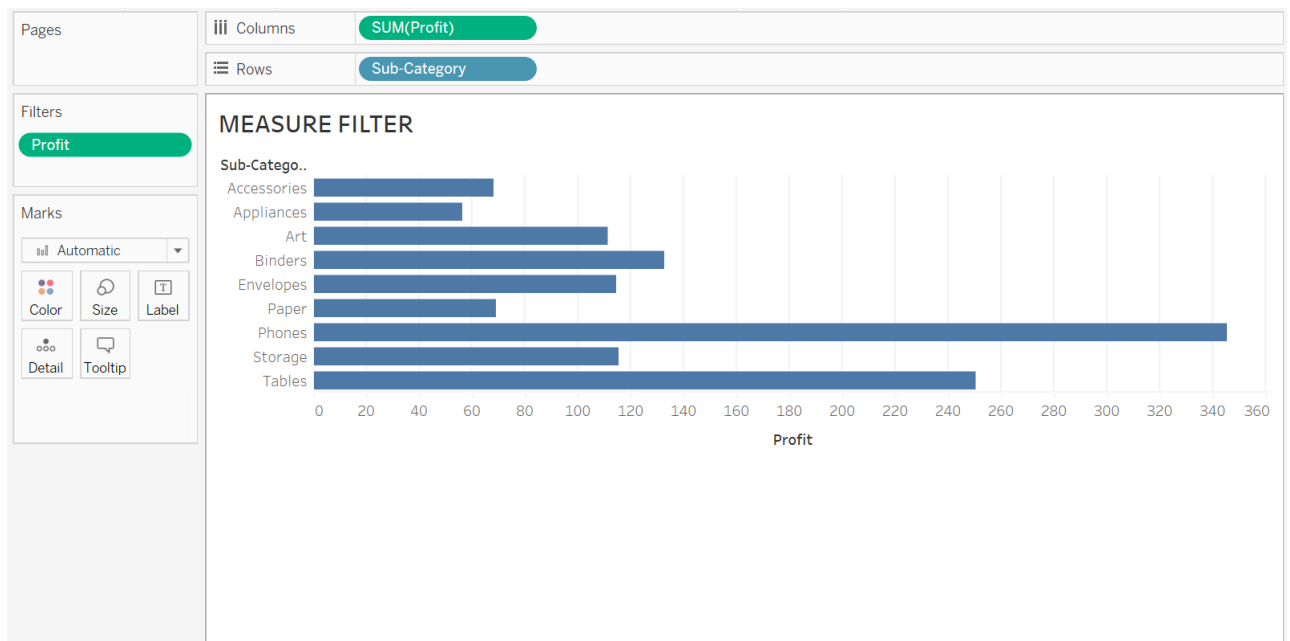 Pages
Columns
SUM(Profit)
Rows
Sub-Category
Filters
Profit
Marks
Automatic
Color
Size
T
Label
Detail
Tooltip
MEASURE FILTER
Sub-Catego..
Accessories
Appliances
Art
Binders
Envelopes
Paper
Phones
Storage
Tables
0 20 40 60 80 100 120 140 160 180 200 220 240 260 280 300 320 340 360
Profit